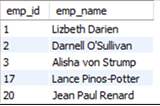 emp_id emp_name
1 Lizbeth Darien
2 Darnell O'Sullivan
3 Alisha von Strump
17 Lance Pinos-Potter
20 Jean Paul Renard